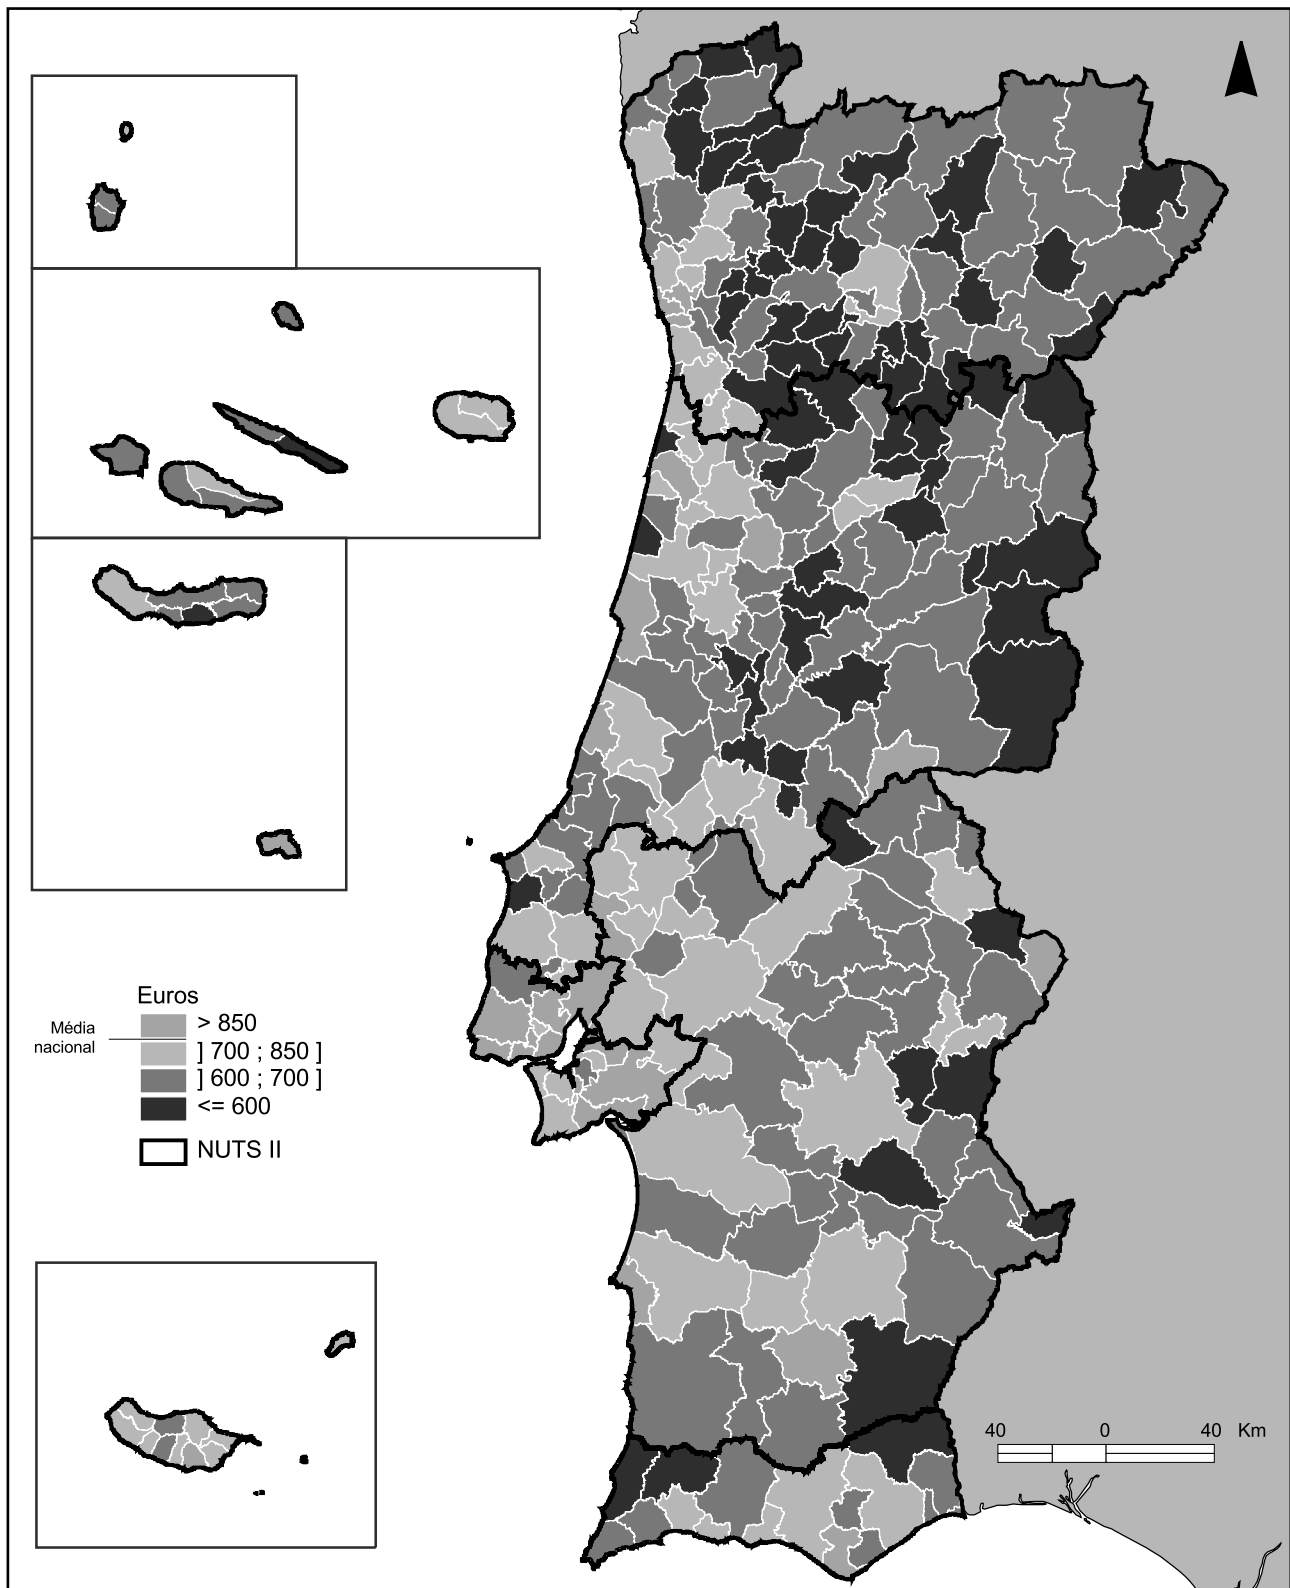 Euros
> 850
Média
nacional
] 700 ; 850 ]
] 600 ; 700 ]
<= 600
NUTS II
40 0 40 Km